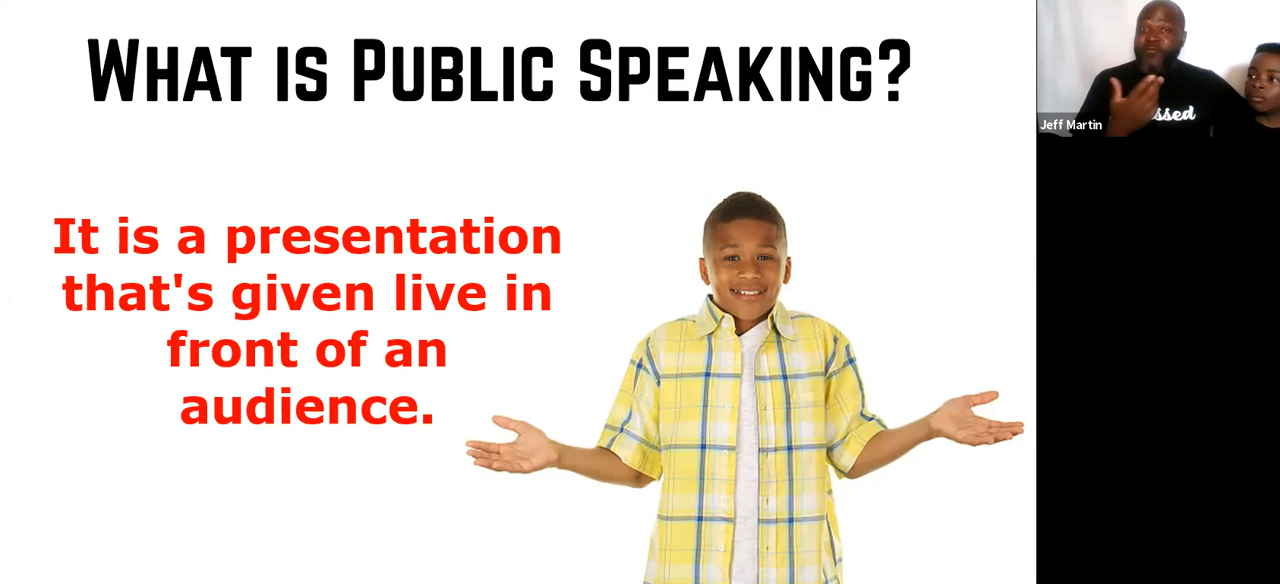 WHAT IS PUBLIC SPEAKING?
It is a presentation
that's given live in
front of an
audience.
Jeff Martin